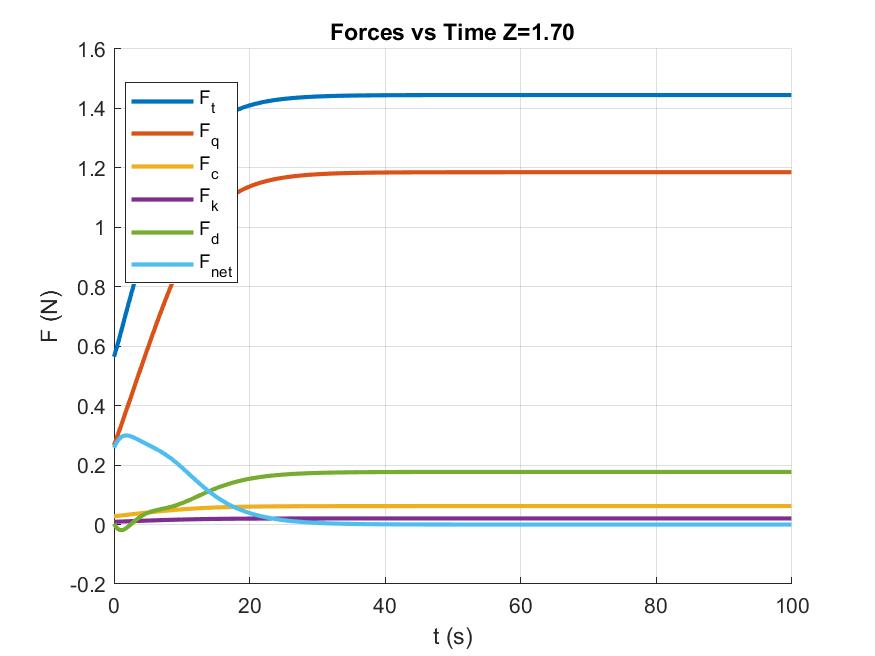 Forces vs Time Z=1.70
F (N)
1.6
1.4
1.2
1
0.8
0.6
0.4
0.2
0
-0.2
F_t
F_q
F_c
F_k
F_d
F_net
0 20 40 60 80 100
t (s)